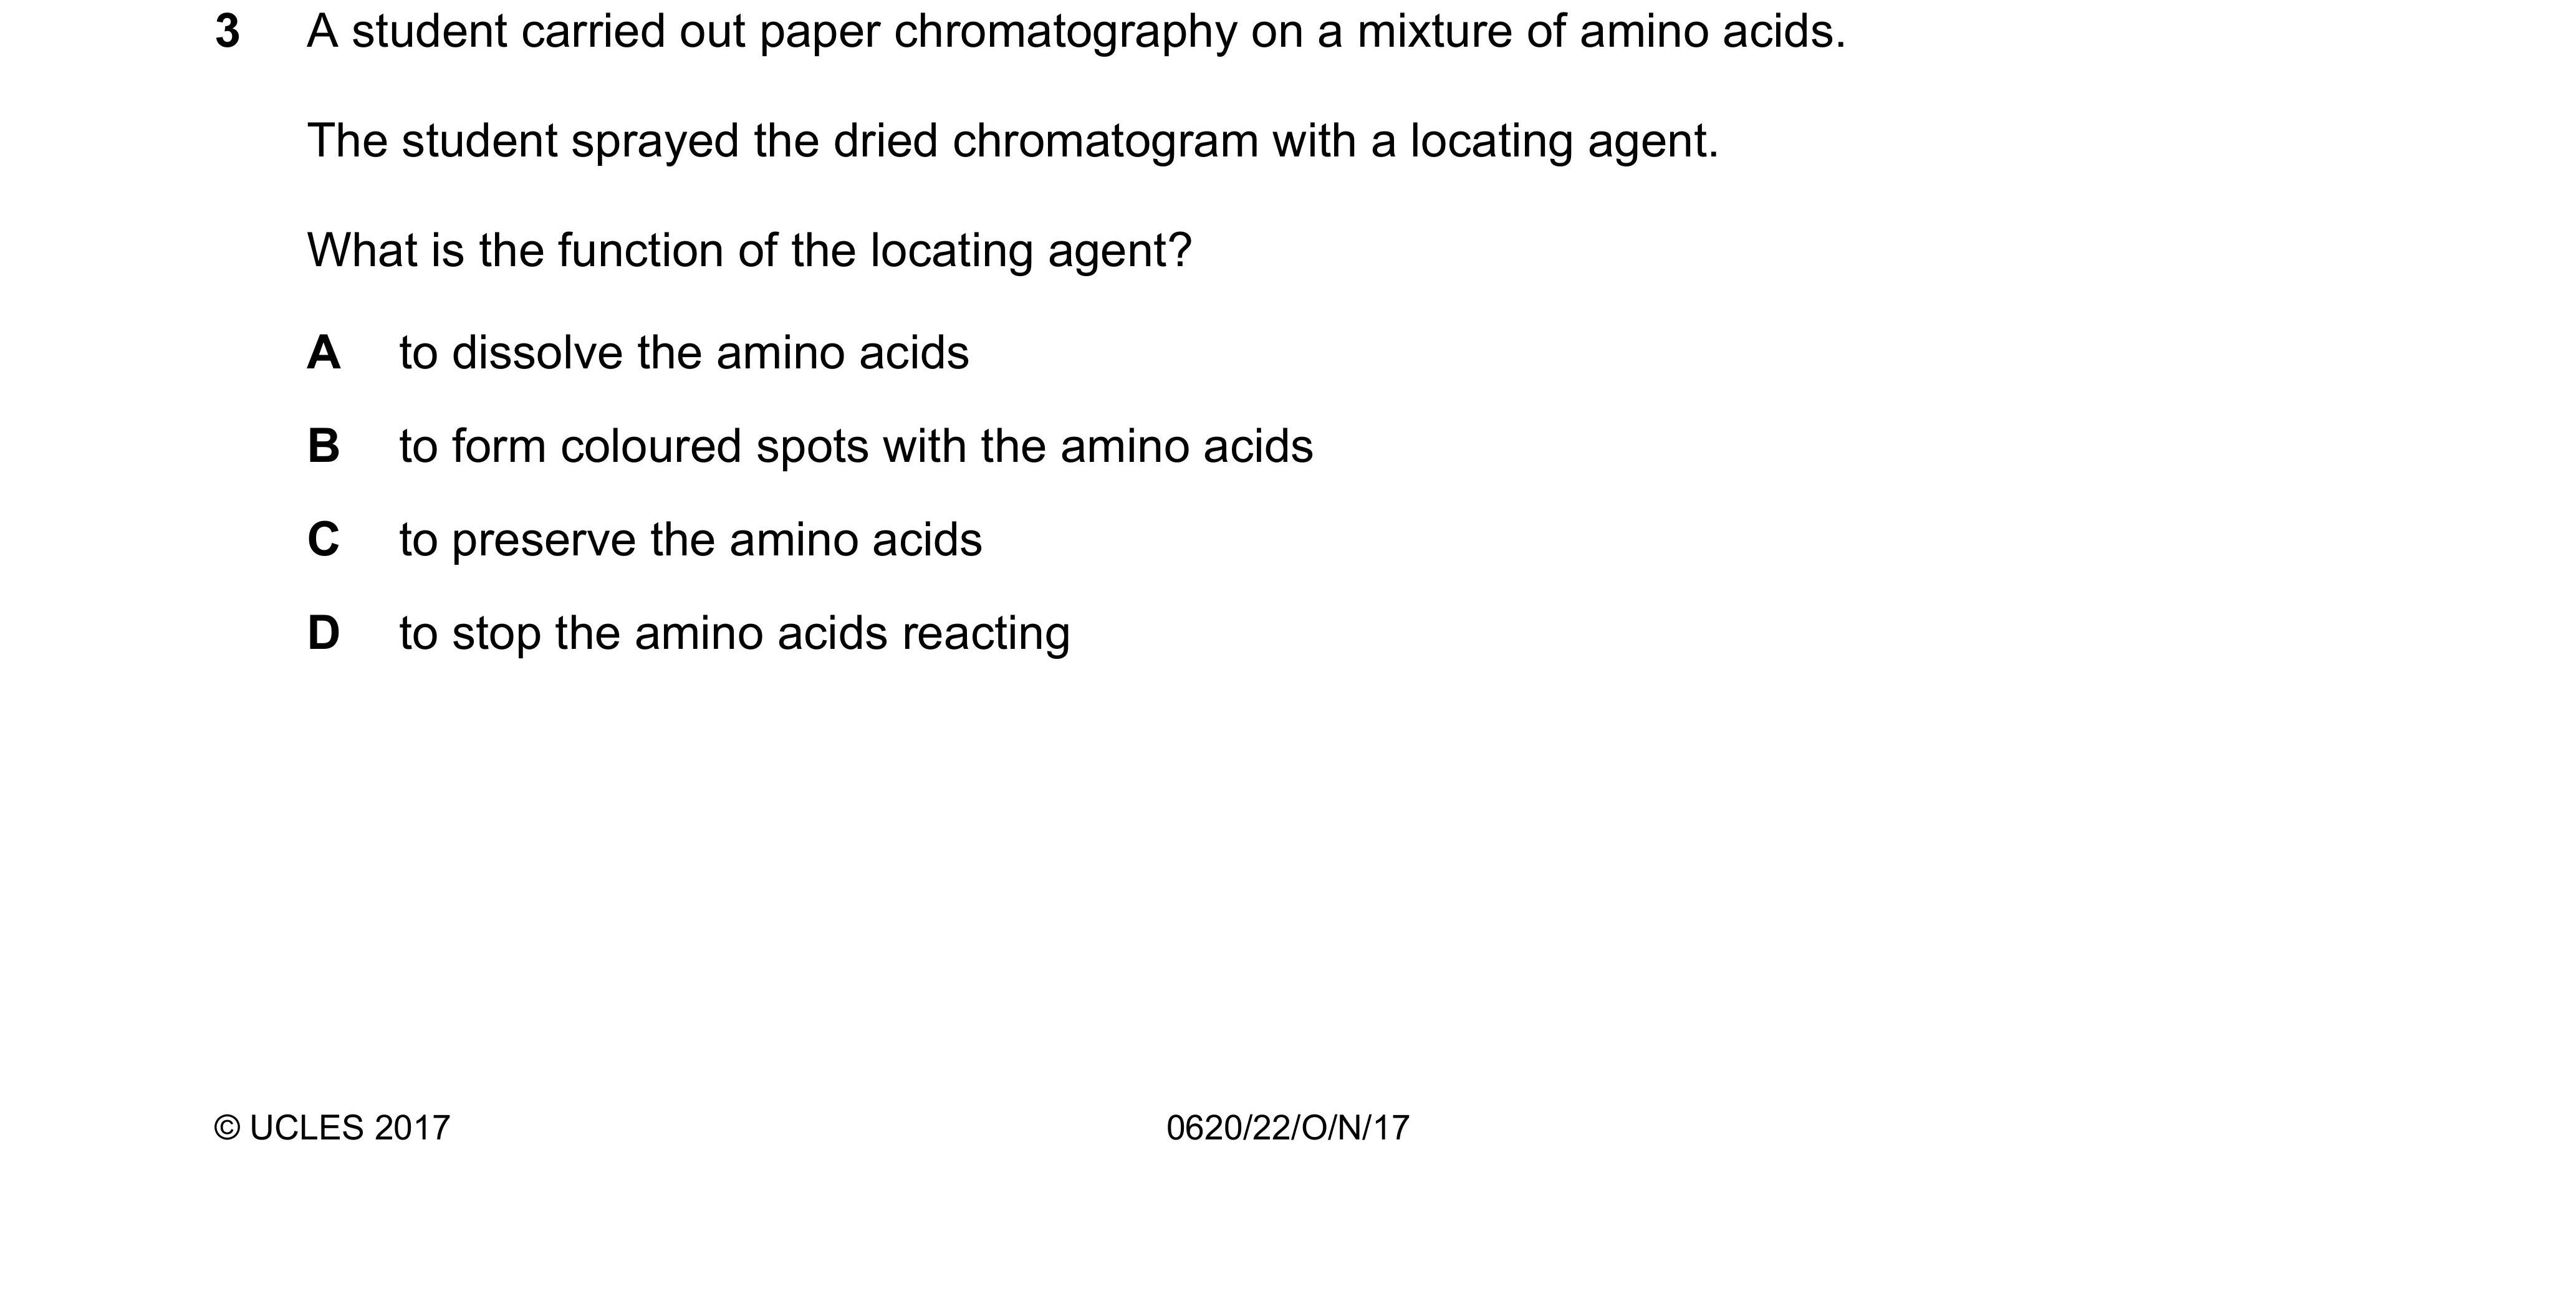 3 A student carried out paper chromatography on a mixture of amino acids.
The student sprayed the dried chromatogram with a locating agent.
What is the function of the locating agent?
A to dissolve the amino acids
B to form coloured spots with the amino acids
C to preserve the amino acids
D to stop the amino acids reacting
© UCLES 2017 0620/22/O/N/17